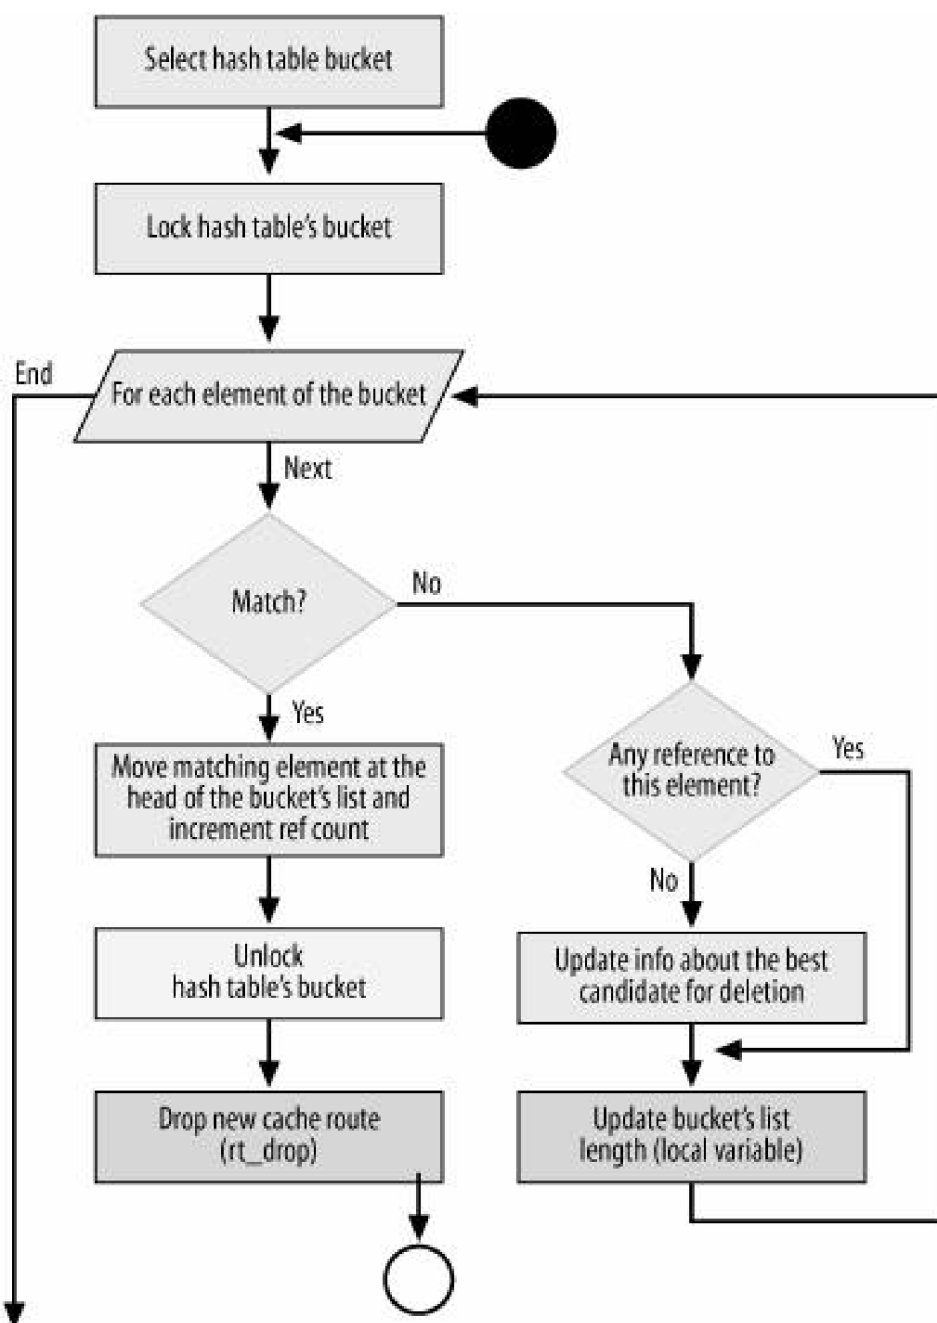 Select hash table bucket
Lock hash table's bucket
End
For each element of the bucket
Next
Match?
No
Yes
Move matching element at the
head of the bucket's list and
increment ref count
Any reference to
this element?
Yes
No
Unlock
hash table's bucket
Update info about the best
candidate for deletion
Drop new cache route
(rt_drop)
Update bucket's list
length (local variable)